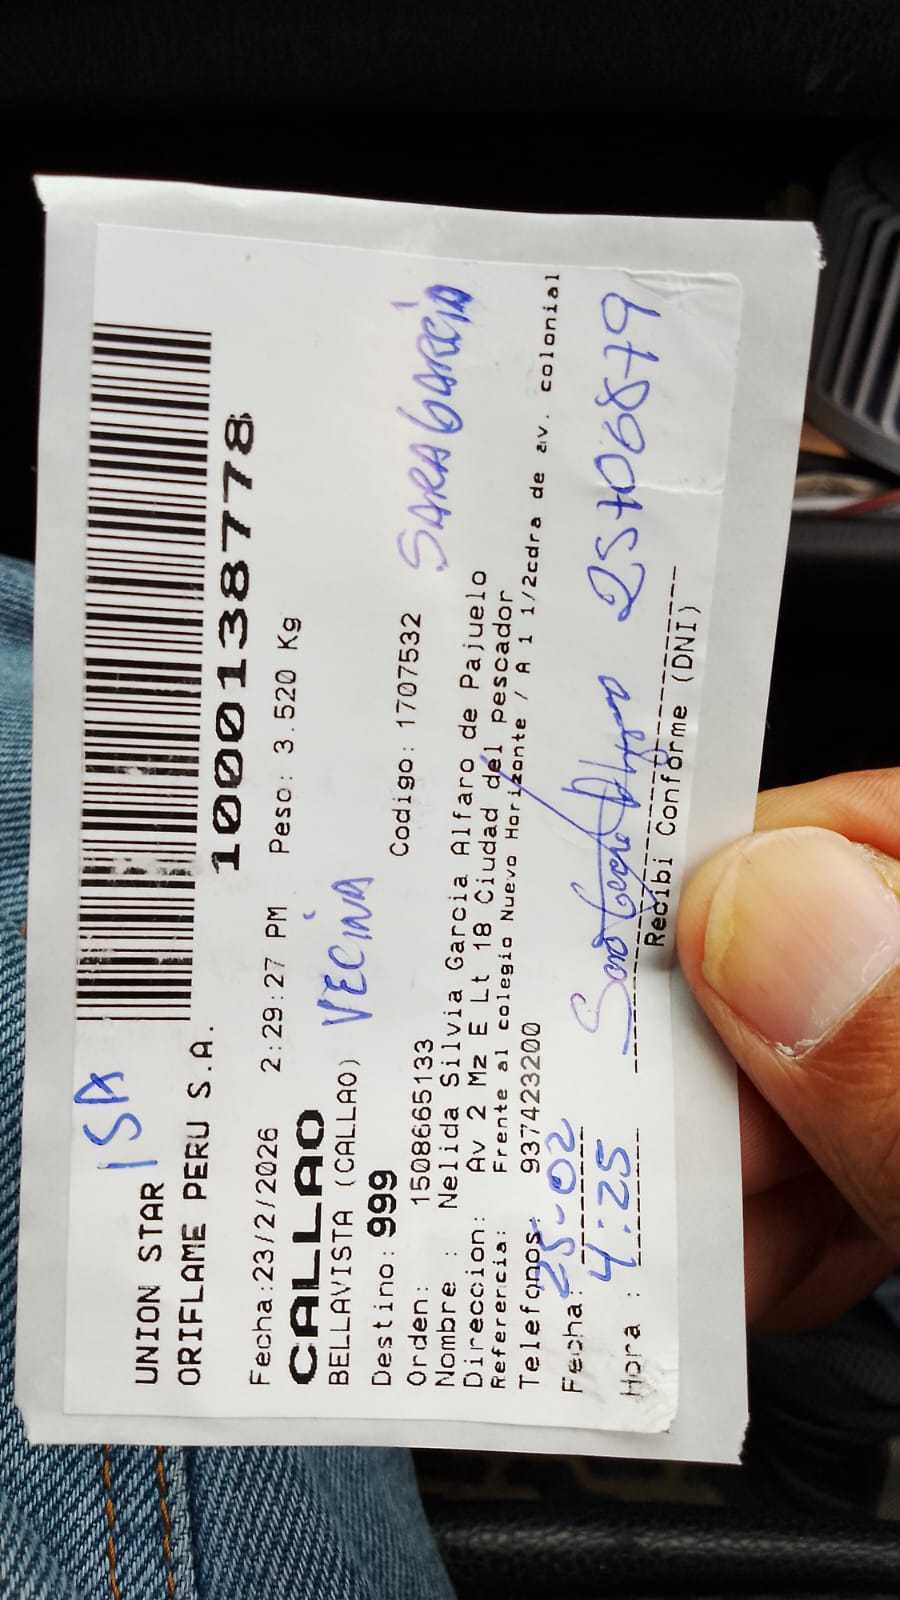 1SA
UNION STAR
ORIFLAME PERU S.A.
1000138778
Fecha:23/2/2026 2:29:27 PM Peso: 3.520 Kg
CALLAO
BELLAVISTA (CALLAO) VECINA
Destino: 999 Codigo: 1707532 SARA GARCIA
Orden: 1508665133
Nombre : Nelida Silvia Garcia Alfaro de Pajuelo
Direccion: Av 2 Mz E Lt 18 Ciudad del pescador
Referencia: Frente al colegio Nuevo Horizonte / A 1 1/2cdra de av. colonial
Telefonos: 937423200
Fecha: 25-02
Hora : 4:25 25706879
Recibi Conforme (DNI)